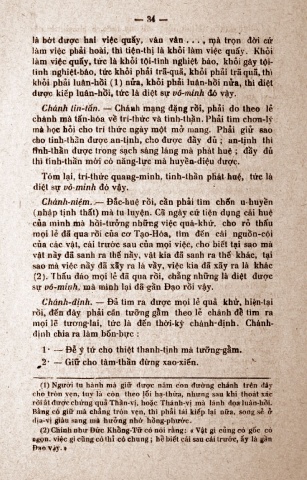 — 34 —
là bớt được hai việc quấy, vân vân . . ., mà trọn đời cứ
làm việc phải hoài, thì tiện-thị là khỏi làm việc quấy. Khỏi
làm việc quấy, tức là khỏi tội-tình nghiệt báo, khỏi gây tội-
tình nghiệt-báo, tức khỏi phải trả-quả, khỏi phải trả quả, thì
khỏi phải luân-hồi (1) nữa, khỏi phải luân-hồi nữa, thì diệt
được kiếp luân-hồi, tức là diệt sự vô-minh đó vậy.
Chánh tin-tấn. — Chánh mạng đặng rồi, phải do theo lẽ
chánh mà tấn-hóa về trí-thức và tinh-thần. Phải tìm chơn-lý
mà học hỏi cho trí-thức ngày một mở mang. Phải giữ sao
cho tinh-thần được an-tịnh, cho được đầy đủ ; an-tịnh thì
tinh-thần được trong sạch sáng láng mà phát huệ ; đầy đủ
thì tinh-thần mới có năng-lực mà huyền-diệu được.
Tóm lại, trí-thức quang-minh, tinh-thần phát huệ, tức là
diệt sự vô-minh đó vậy.
Chánh-niệm. — Đắc-huệ rồi, cần phải tìm chốn u-huyền
(nhập tịnh thất) mà tu luyện. Cả ngày cứ tiện dụng cái huệ
của mình mà hồi-tưởng những việc quá-khứ, cho rõ thấu
mọi lẽ đã qua rồi của cơ Tạo-Hóa, tìm đến cái nguồn-cội
của các vật, cái trước sau của mọi việc, cho biết tại sao mà
vật nầy đã sanh ra thế nầy, vật kia đã sanh ra thế khác, tại
sao mà việc nầy đã xẩy ra là vầy, việc kia đã xẩy ra là khác
(2). Thấu đáo mọi lẽ đã qua rồi, chẳng những là diệt được
sự vô-minh, mà mình lại đã gần Đạo rồi vậy.
Chánh-định. — Đã tìm ra được mọi lẽ quá khứ, hiện-tại
rồi, đến đây phải cân tưởng gẫm theo lẽ chánh để tìm ra
mọi lẽ tương-lai, tức là đến thời-kỳ chánh-định. Chánh-
định chia ra làm bốn-bực :
1· — Để ý tứ cho thiệt thanh-tịnh mà tưởng-gẫm.
2· — Giữ cho tâm-thần đừng xao-xiến.
(1) Người tu hành mà giữ được năm con đường chánh trên đây
cho trón vẹn, tuy là còn theo lối hạ-thừa, nhưng sau khi thoát xác
rồi ắt được chứng quả Thần-vị, hoặc Thánh-vị mà lánh đọa luân-hồi.
Bằng có giữ mà chẳng trón vẹn, thì phải tái kiếp lại nữa, song sẽ ở
địa-vị giàu sang mà hưởng nhờ hồng-phước.
(2) Chính như Đức Khổng-Tử có nói rằng : « Vật gì cũng có gốc có
ngọn. việc gì cũng có thỉ có chung ; hễ biết cái sau cái trước, ấy là gần
Đạo vậy. »